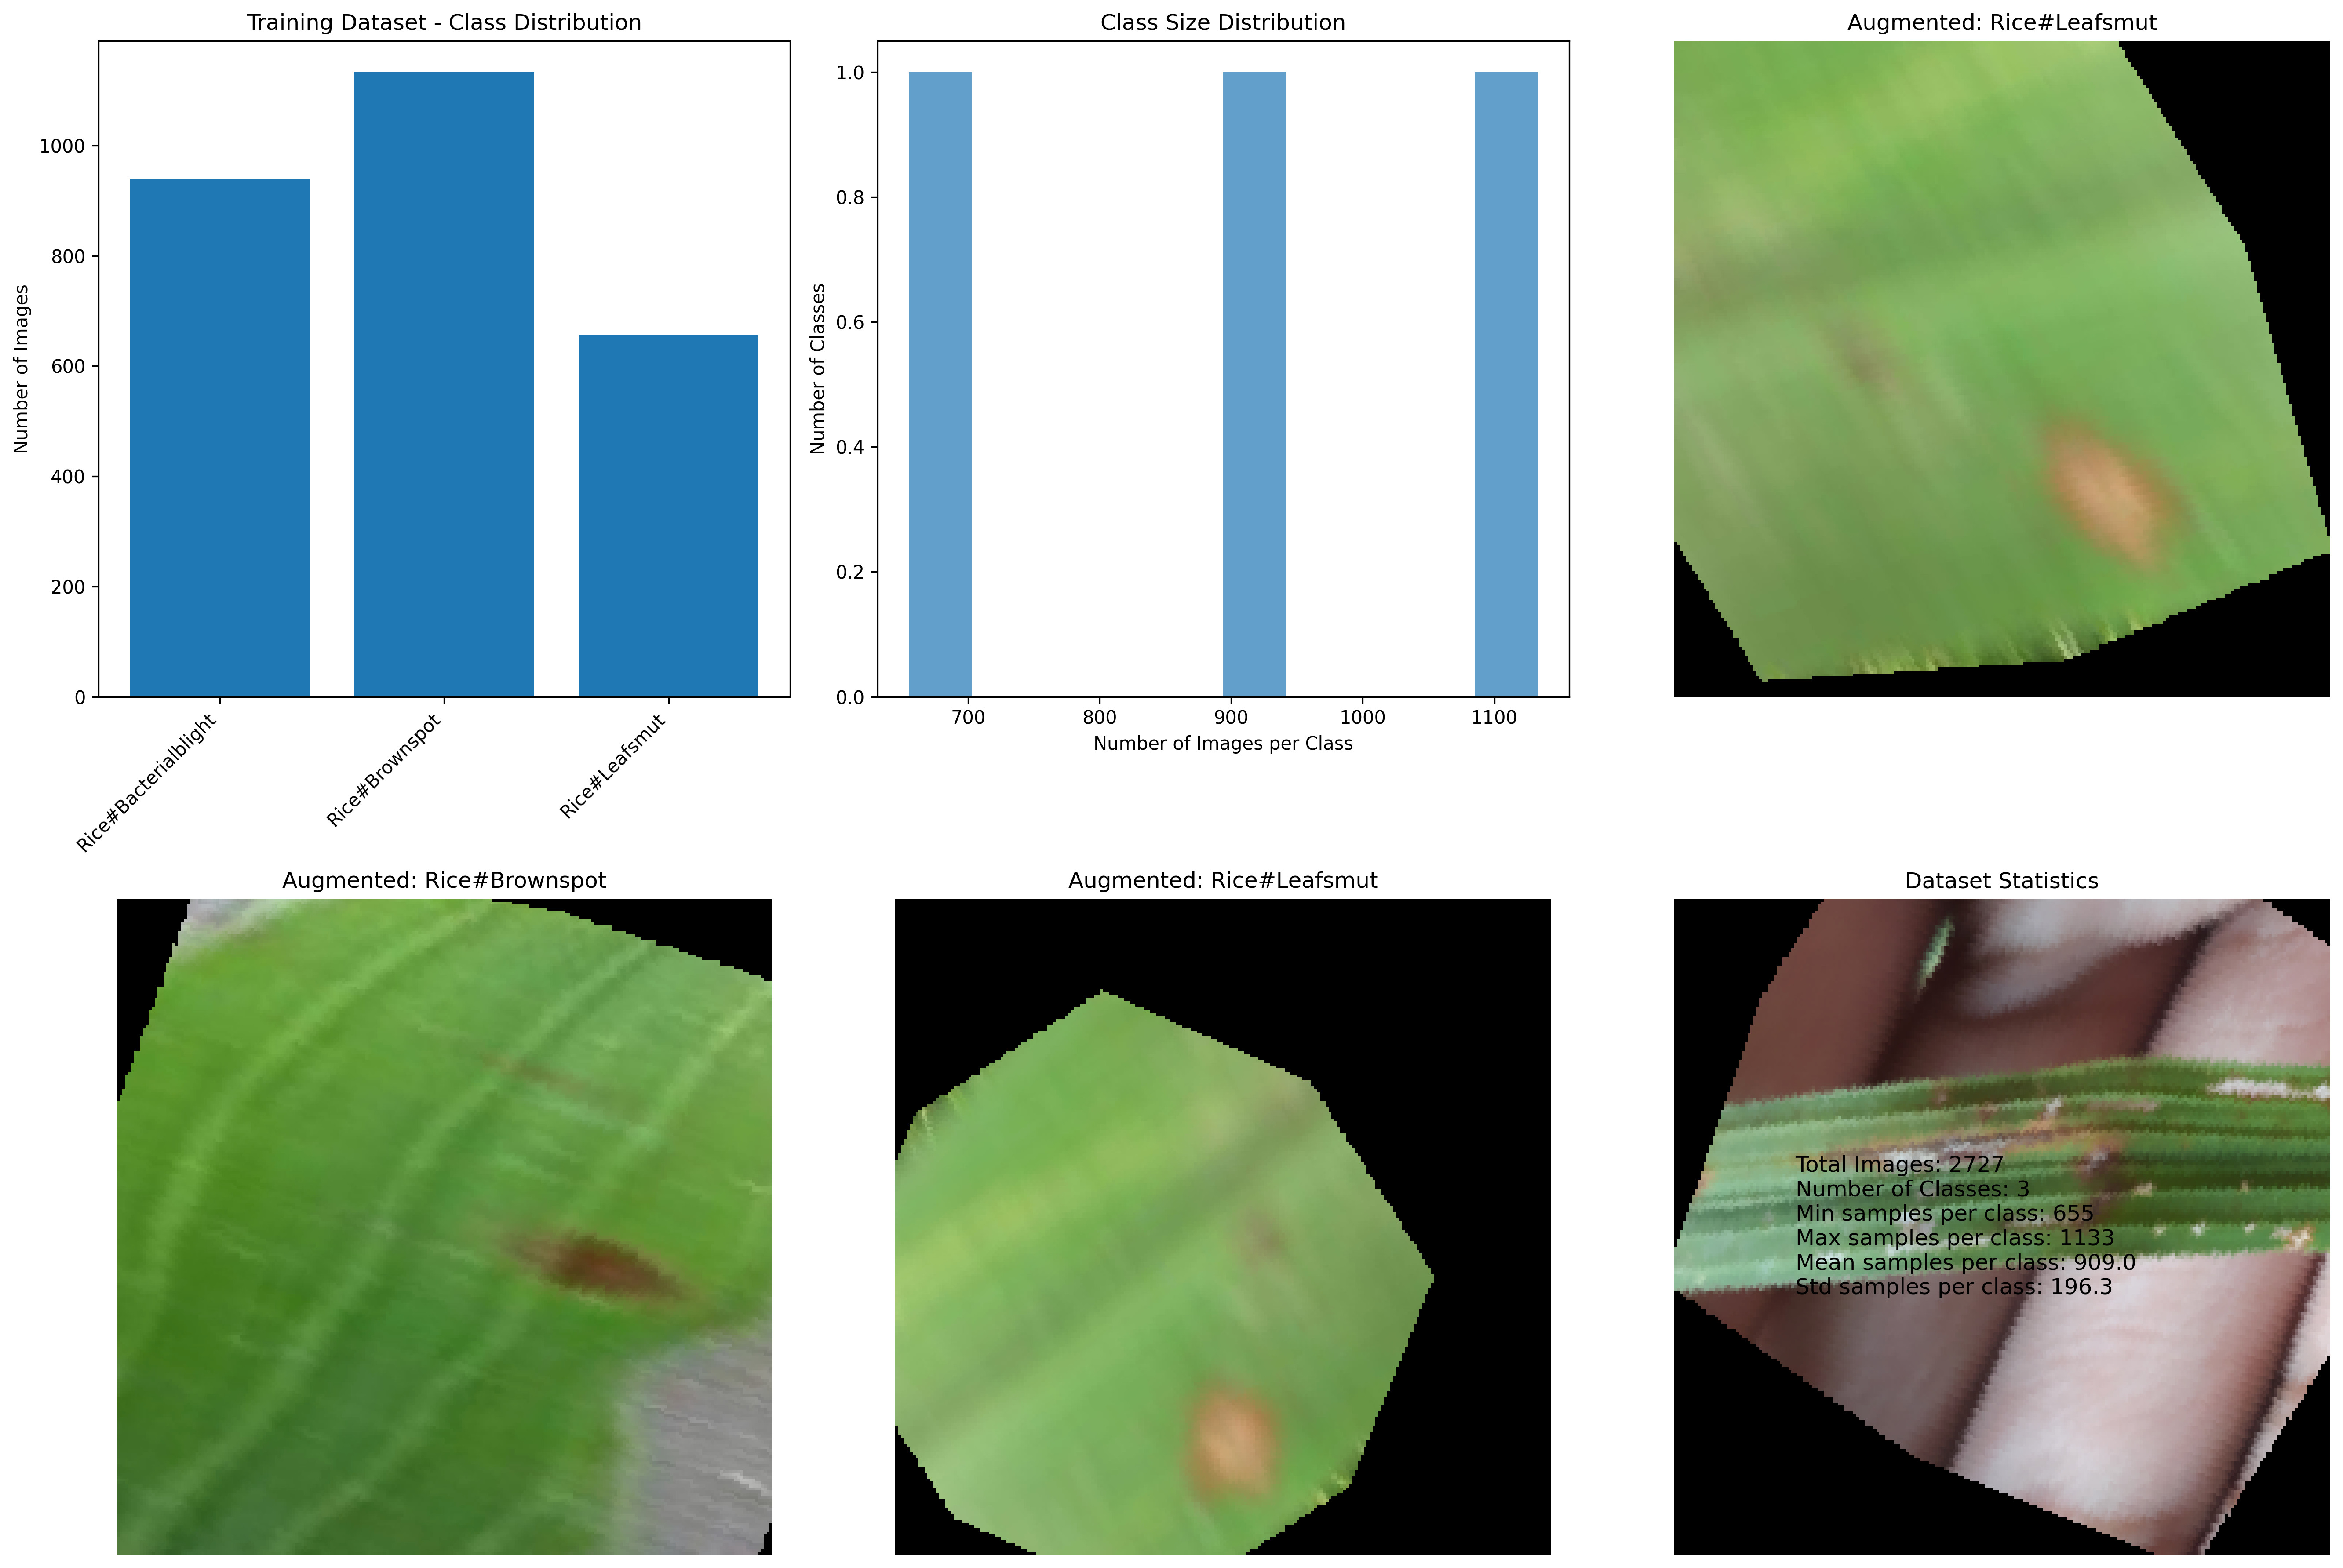 Training Dataset - Class Distribution
Number of Images
1000
800
600
400
200
0
Rice#Bacterialblight
Rice#Brownspot
Rice#Leafsmut
Class Size Distribution
Number of Classes
1.0
0.8
0.6
0.4
0.2
0.0
700 800 900 1000 1100
Number of Images per Class
Augmented: Rice#Leafsmut
Augmented: Rice#Brownspot
Augmented: Rice#Leafsmut
Dataset Statistics
Total Images: 2727
Number of Classes: 3
Min samples per class: 655
Max samples per class: 1133
Mean samples per class: 909.0
Std samples per class: 196.3